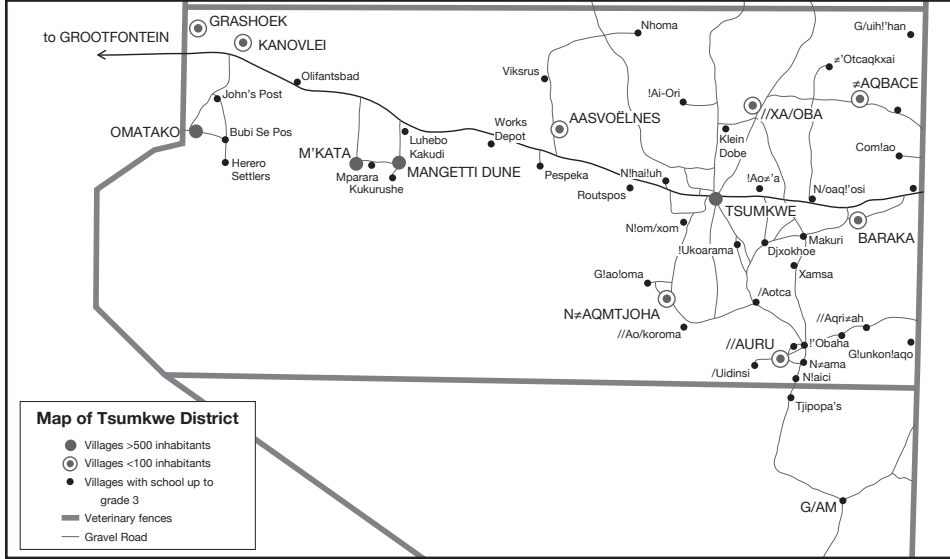 GRASHOEK
to GROOTFONTEIN
KANOVLEI
Nhoma
G/uih!'han
≠'Otcaqkxai
Viksrus
Olifantsbad
≠AQBACE
John's Post
!Ai-Ori
//XA/OBA
AASVOËLNES
Works
Depot
OMATAKO
Bubi Se Pos
Luhebo
Kakudi
Klein
Dobe
Com!ao
M'KATA
Herero
Settlers
Mparara
MANGETTI DUNE
Kukurushe
Pespeka
N!hai!uh
!Ao≠'a
Routspos
N/oaq!'osi
TSUMKWE
N!om/xom
Makuri
BARAKA
!Ukoarama
Djxokhoe
G!ao!oma
Xamsa
/Aotca
N≠AQMTJOHA
//Aqri≠ah
//Ao/koroma
//AURU
!'Obaha
G!unkon!aqo
/Uidinsi
N≠ama
N!aici
Tjipopa's
G/AM
Map of Tsumkwe District
Villages >500 inhabitants
Villages <100 inhabitants
Villages with school up to
grade 3
Veterinary fences
Gravel Road